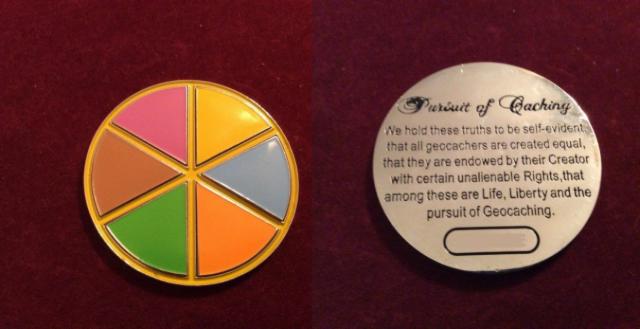 Pursuit of Caching
We hold these truths to be self-evident,
that all geocachers are created equal,
that they are endowed by their Creator
with certain unalienable Rights,that
among these are Life, Liberty and the
pursuit of Geocaching.